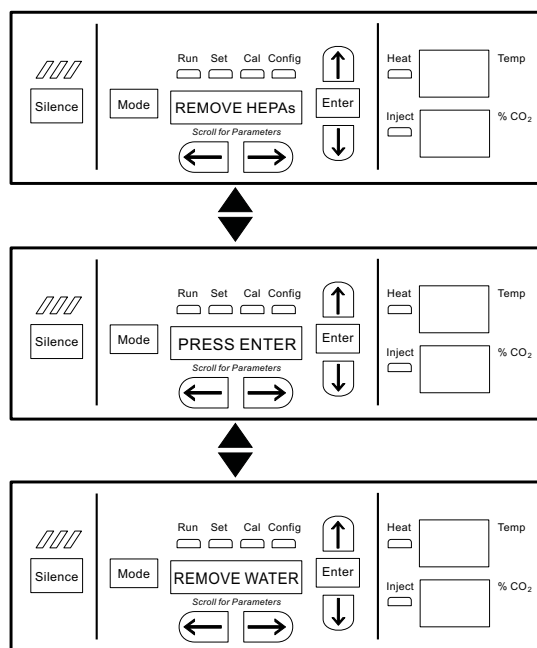 Run Set Cal Config Heat Temp
Silence Mode REMOVE HEPAs Enter Inject % CO₂
Scroll for Parameters
Run Set Cal Config Heat Temp
Silence Mode PRESS ENTER Enter Inject % CO₂
Scroll for Parameters
Run Set Cal Config Heat Temp
Silence Mode REMOVE WATER Enter Inject % CO₂
Scroll for Parameters